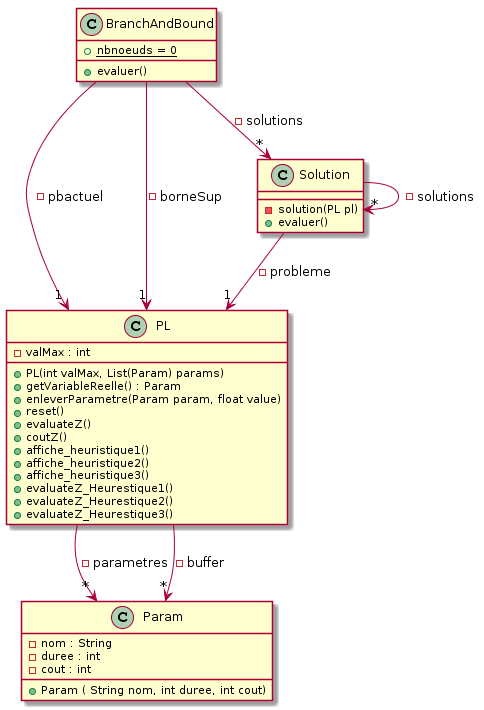 C BranchAndBound
nbnoeuds = 0
evaluer()
solutions
*
C Solution
solution(PL pl)
evaluer()
solutions
*
pbactuel
borneSup
probleme
1
1
1
C PL
valMax : int
PL(int valMax, List(Param) params)
getVariableReelle() : Param
enleverParametre(Param param, float value)
reset()
evaluateZ()
coutZ()
affiche_heuristique1()
affiche_heuristique2()
affiche_heuristique3()
evaluateZ_Heurestique1()
evaluateZ_Heurestique2()
evaluateZ_Heurestique3()
parametres
buffer
*
*
C Param
nom : String
duree : int
cout : int
Param ( String nom, int duree, int cout)